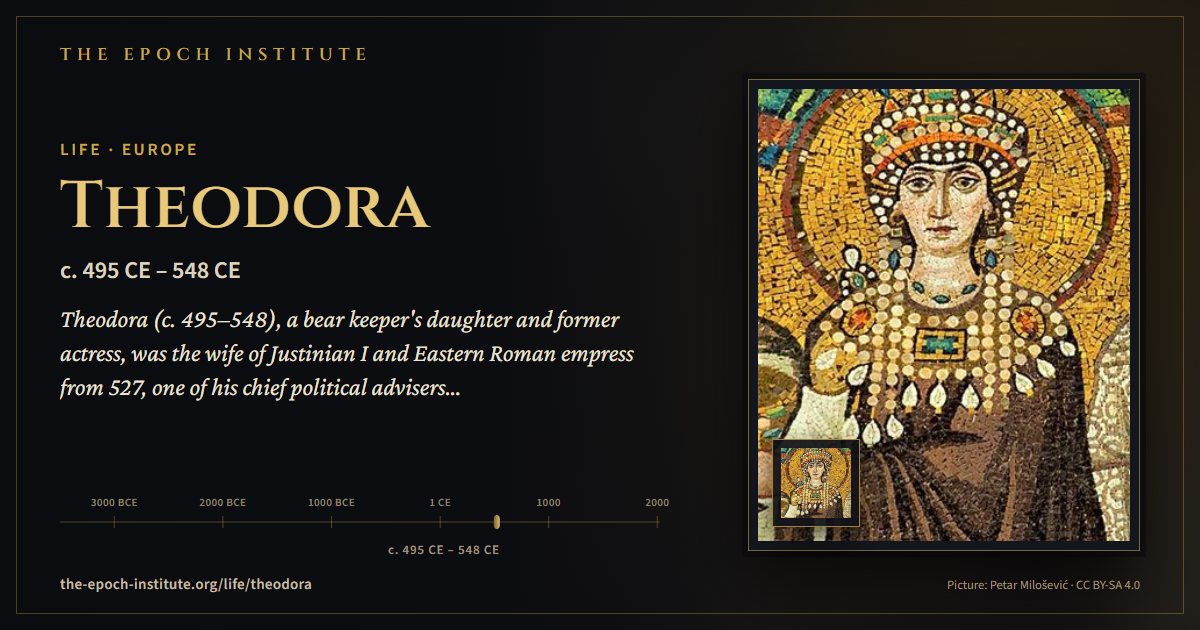 THE EPOCH INSTITUTE
LIFE · EUROPE
THEODORA
c. 495 CE – 548 CE
Theodora (c. 495–548), a bear keeper's daughter and former
actress, was the wife of Justinian I and Eastern Roman empress
from 527, one of his chief political advisers...
3000 BCE 2000 BCE 1000 BCE 1 CE 1000 2000
c. 495 CE – 548 CE
the-epoch-institute.org/life/theodora
Picture: Petar Milošević · CC BY-SA 4.0